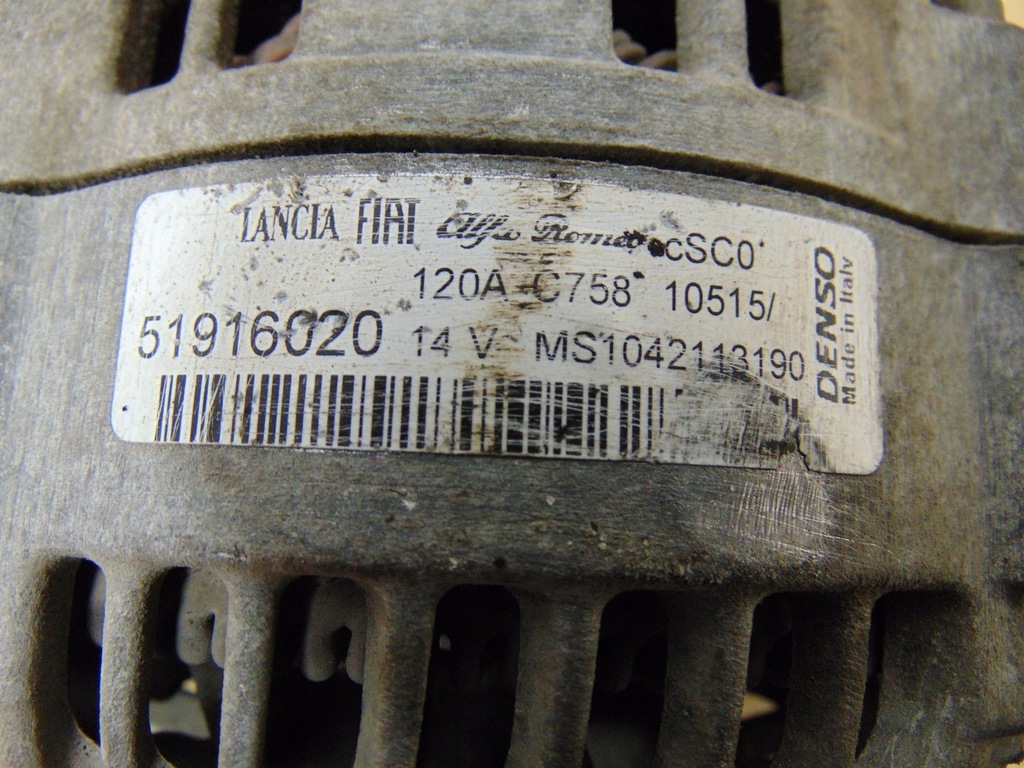 LANCIA FIAT Alfa Romeo cSC0
120A C758 10515/
51916020 14 V MS1042113190
DENSO
Made in Italy